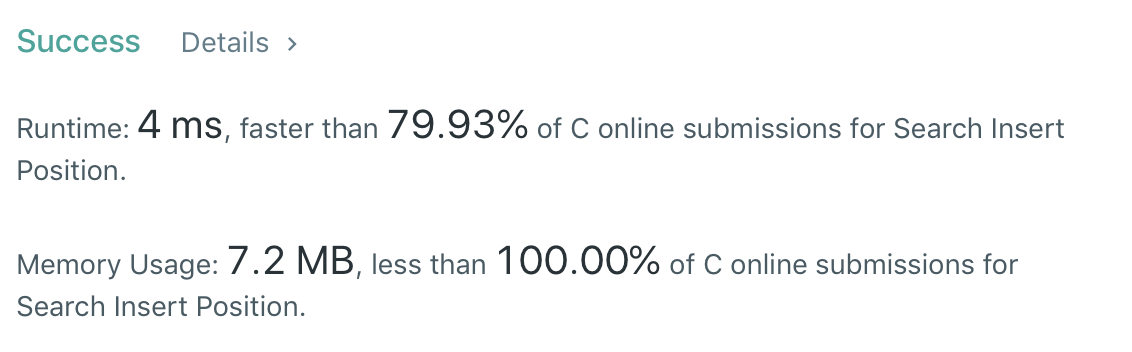 Success Details >
Runtime: 4 ms, faster than 79.93% of C online submissions for Search Insert
Position.
Memory Usage: 7.2 MB, less than 100.00% of C online submissions for
Search Insert Position.